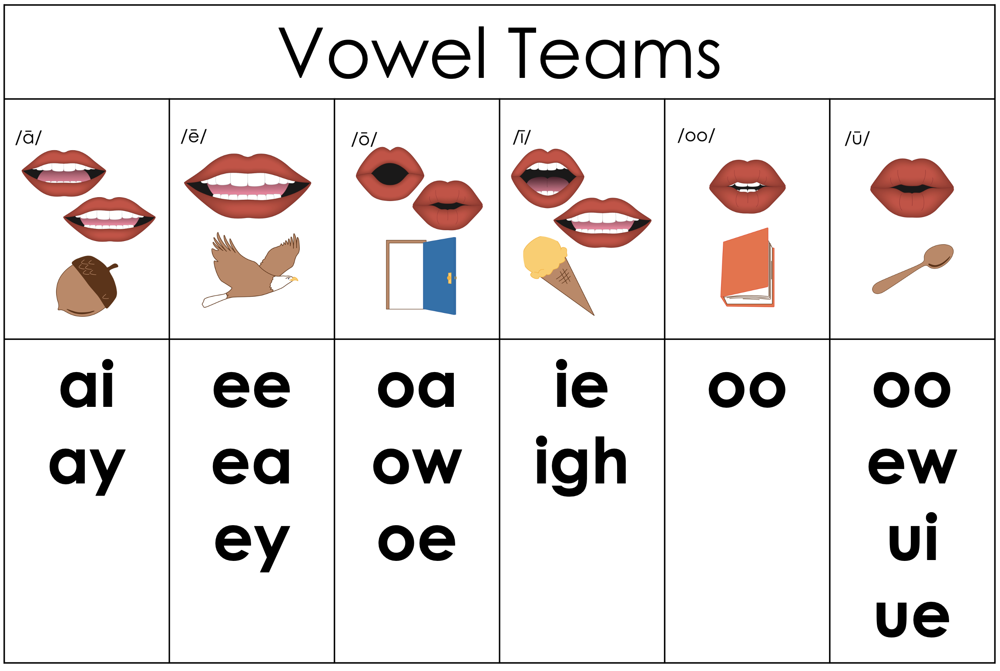 Vowel Teams
/ā/ /ē/ /ō/ /ī/ /oo/ /ū/
ai ee oa ie oo oo
ay ea ow igh ew
ey oe ui
ue